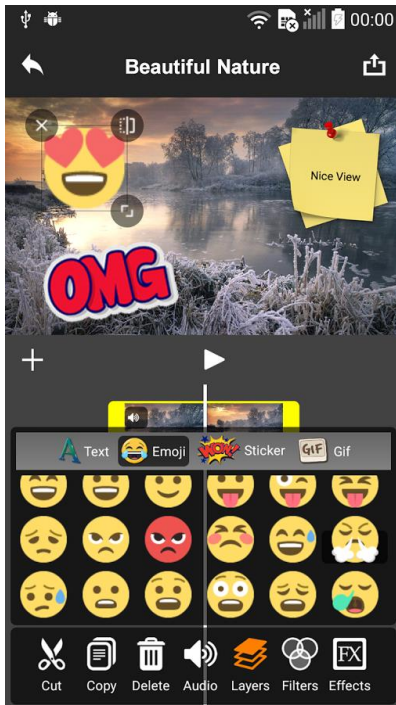 00:00
Beautiful Nature
Nice View
OMG
Text Emoji WOW Sticker GIF Gif
FX
Cut Copy Delete Audio Layers Filters Effects